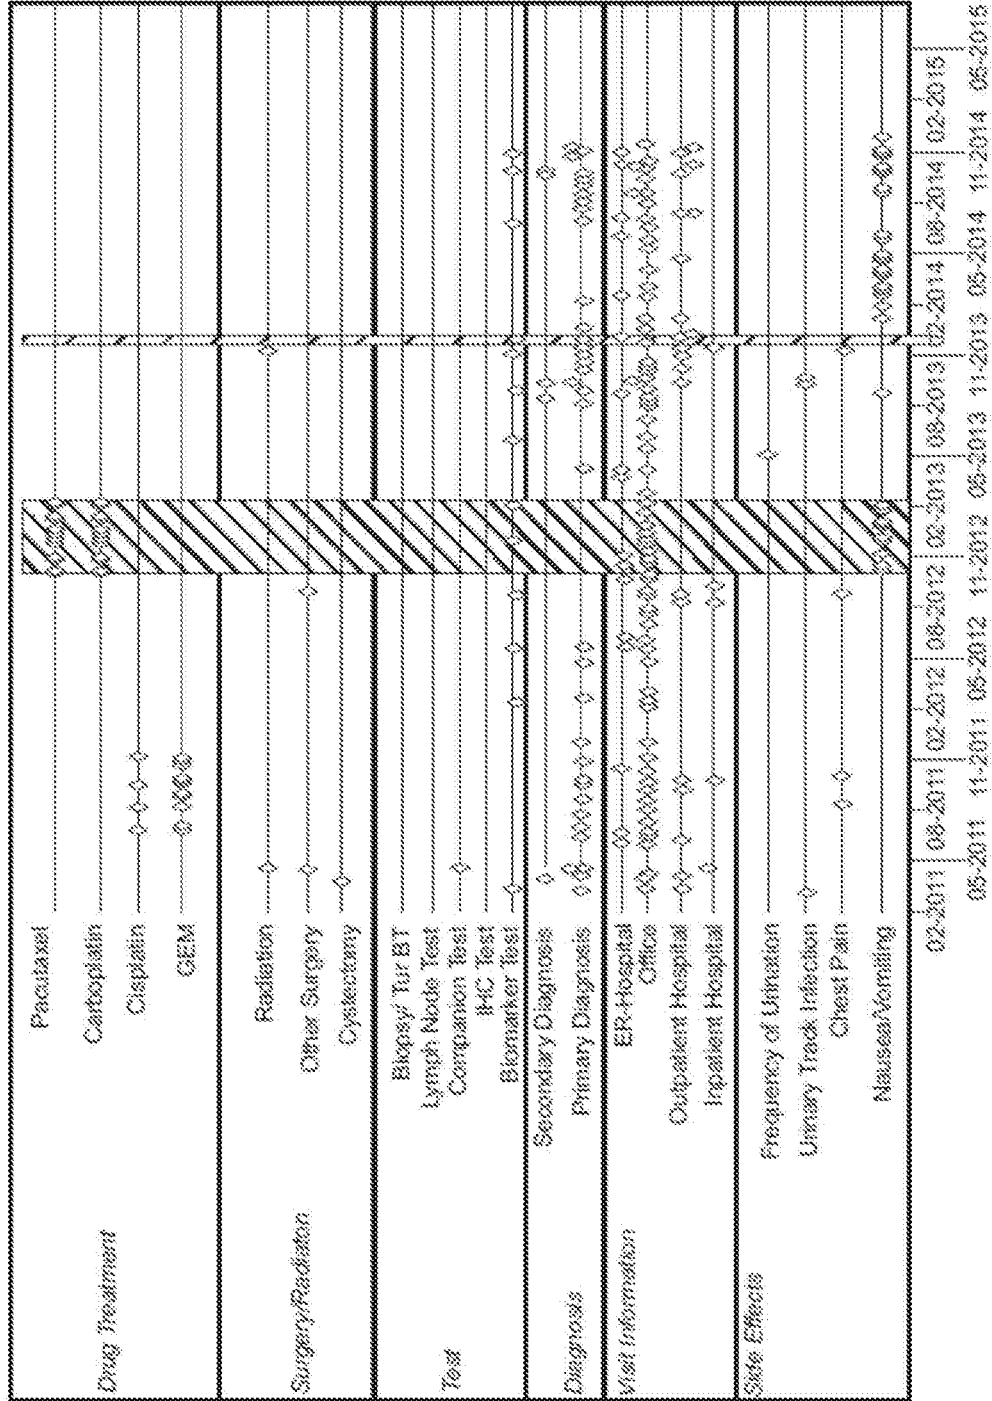 Drug Treatment
Paclitaxel
Carboplatin
Cisplatin
GEM
Surgery/Radiaton
Radiation
Other Surgery
Cystectomy
Test
Biopsy/ Tur BT
Lymph Node Test
Companion Test
IHC Test
Biomarker Test
Diagnosis
Secondary Diagnosis
Primary Diagnosis
Visit Information
ER-Hospital
Office
Outpatient Hospital
Inpatient Hospital
Side Effects
Frequency of Urination
Urinary Track Infection
Chest Pain
Nausea/Vomiting
02-2011 08-2011 02-2012 08-2012 02-2013 08-2013 02-2014 08-2014 02-2015
05-2011 11-2011 05-2012 11-2012 05-2013 11-2013 05-2014 11-2014 05-2015